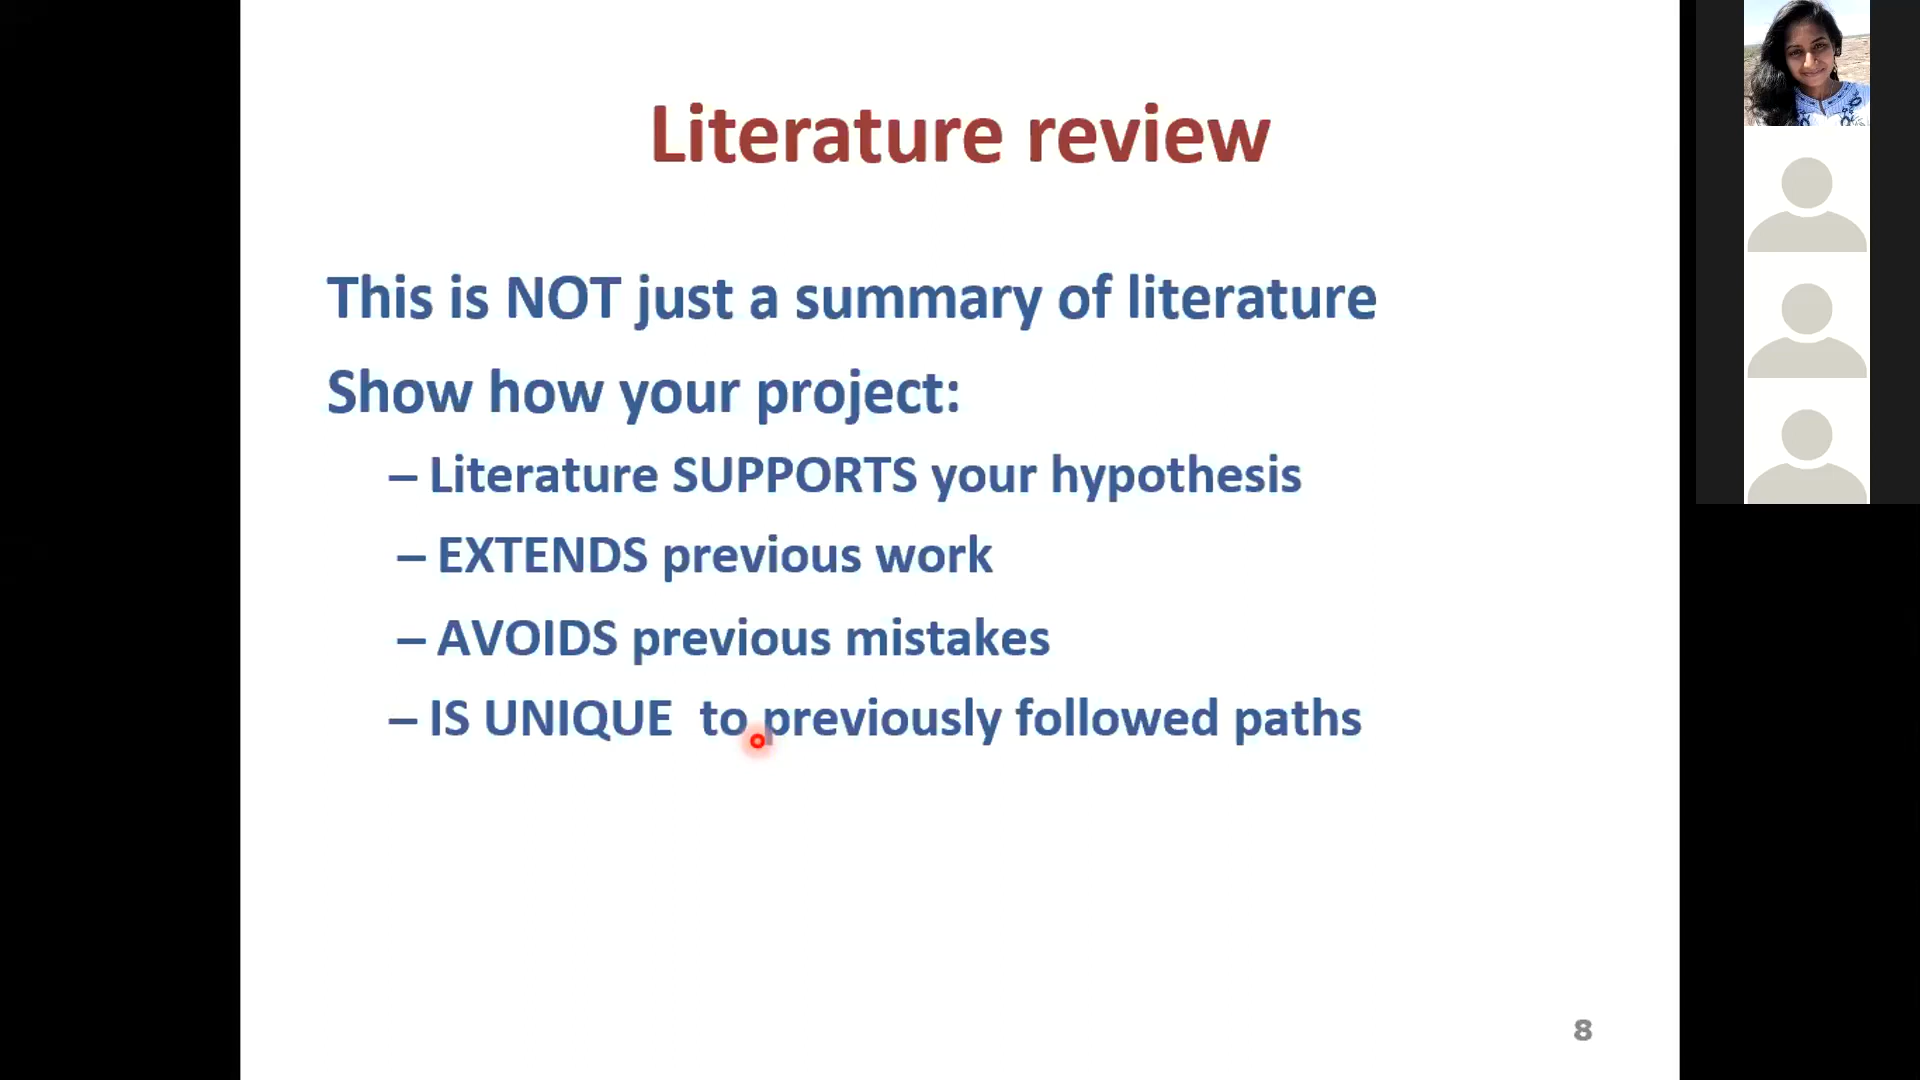 Literature review
This is NOT just a summary of literature
Show how your project:
– Literature SUPPORTS your hypothesis
– EXTENDS previous work
– AVOIDS previous mistakes
– IS UNIQUE  to previously followed paths
8